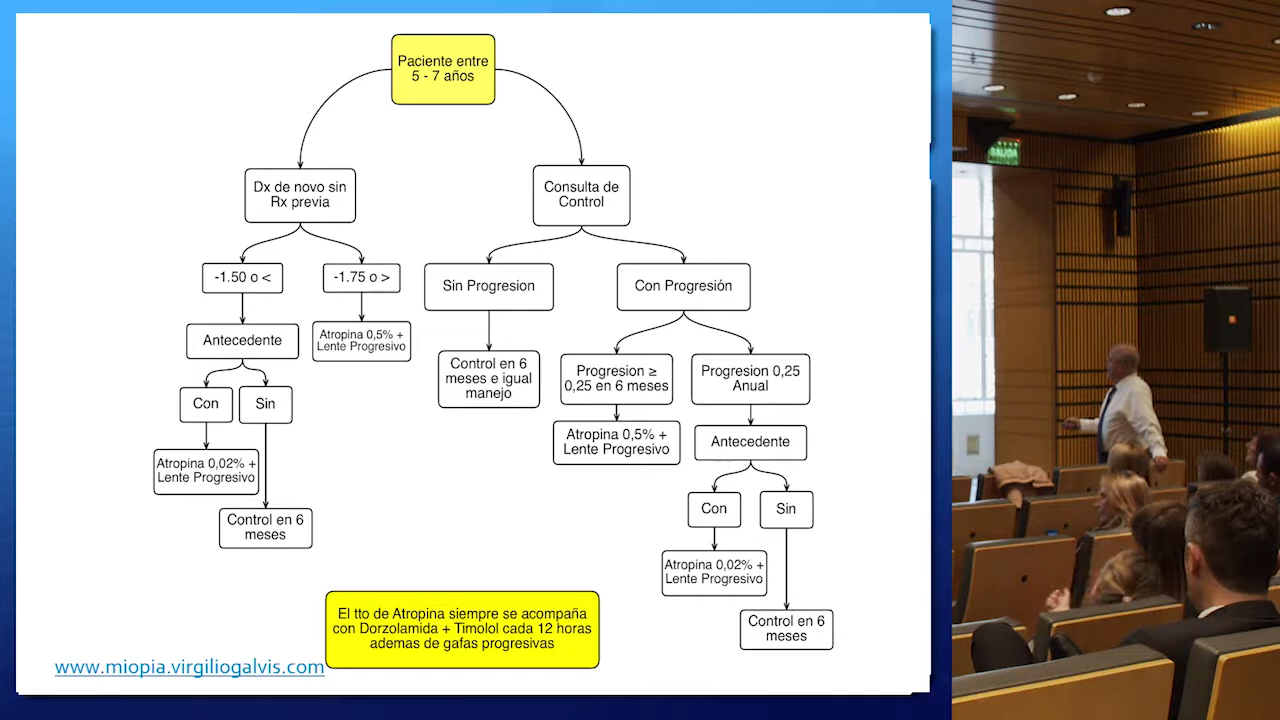 Paciente entre
5 - 7 años
Dx de novo sin
Rx previa
Consulta de
Control
-1.50 o <
-1.75 o >
Sin Progresion
Con Progresión
Antecedente
Atropina 0,5% +
Lente Progresivo
Control en 6
meses e igual
manejo
Progresion ≥
0,25 en 6 meses
Progresion 0,25
Anual
Con
Sin
Atropina 0,5% +
Lente Progresivo
Antecedente
Atropina 0,02% +
Lente Progresivo
Control en 6
meses
Con
Sin
Atropina 0,02% +
Lente Progresivo
Control en 6
meses
El tto de Atropina siempre se acompaña
con Dorzolamida + Timolol cada 12 horas
ademas de gafas progresivas
www.miopia.virgiliogalvis.com
SALIDA